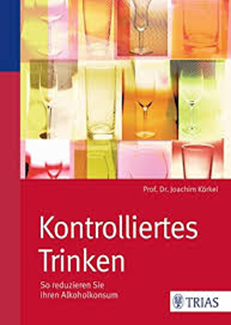 Prof. Dr. Joachim Körkel
Kontrolliertes
Trinken
So reduzieren Sie
Ihren Alkoholkonsum
TRIAS